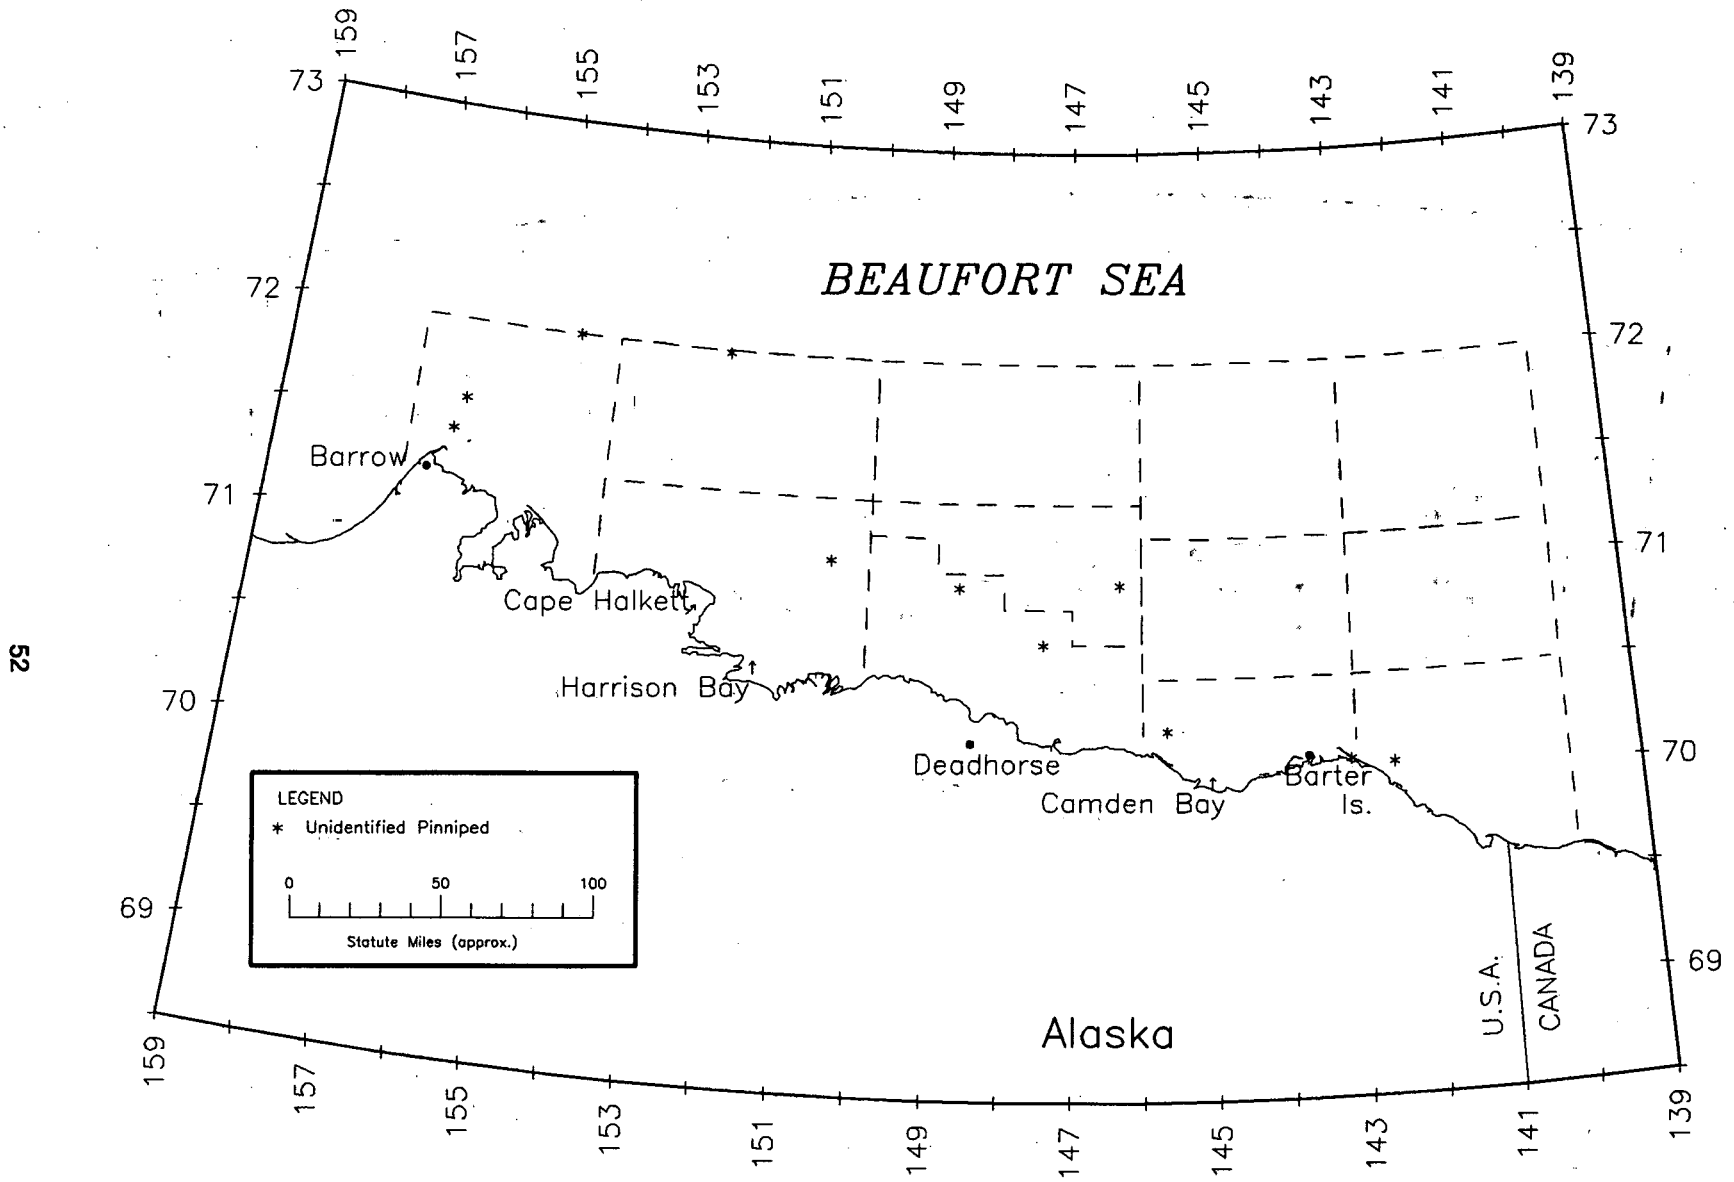 159
157
155
153
151
149
147
145
143
141
139
73
73
72
72
BEAUFORT SEA
Barrow
71
71
Cape Halkett
Harrison Bay
70
70
Deadhorse
Camden Bay
Barter
Is.
LEGEND
* Unidentified Pinniped
0 50 100
Statute Miles (approx.)
69
69
U.S.A.
CANADA
Alaska
159
157
155
153
151
149
147
145
143
141
139
52